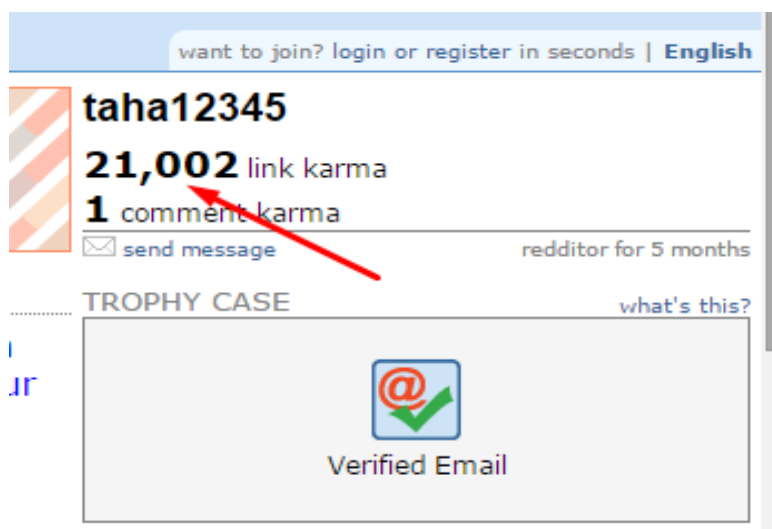 want to join? login or register in seconds | English
taha12345
21,002 link karma
1 comment karma
send message redditor for 5 months
TROPHY CASE what's this?
ur
Verified Email